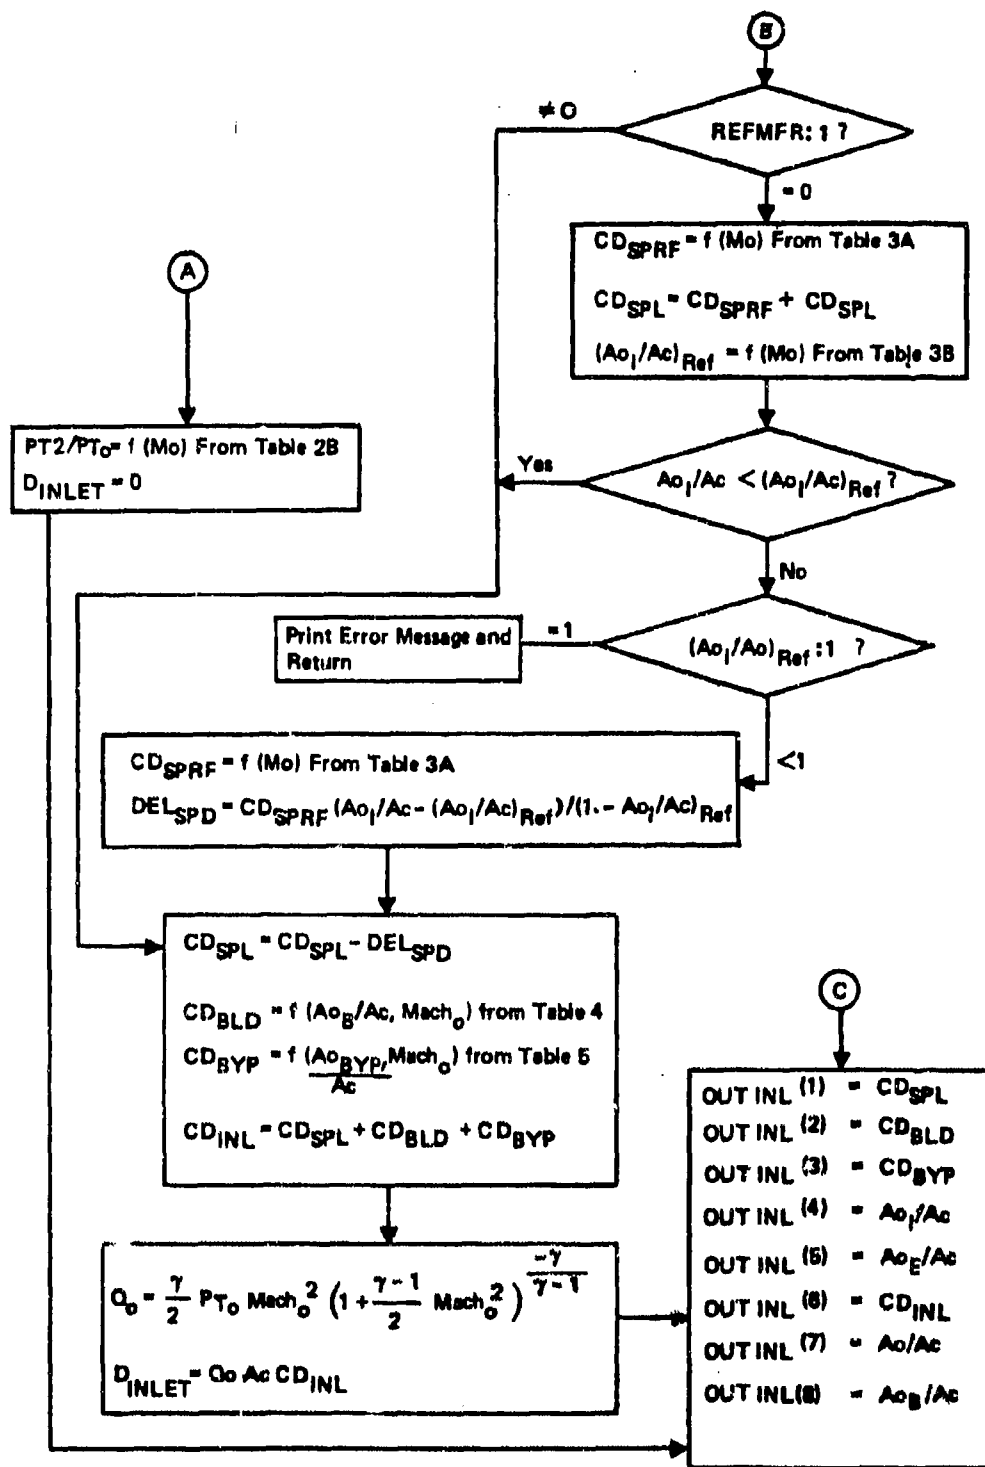 B
REFMFR: 1 ?
≠ 0
= 0
CD_SPRF = f (Mo) From Table 3A
CD_SPL = CD_SPRF + CD_SPL
(Ao_I/Ac)_Ref = f (Mo) From Table 3B
A
PT2/PTo = f (Mo) From Table 2B
D_INLET = 0
Yes
Ao_I/Ac < (Ao_I/Ac)_Ref ?
No
Print Error Message and
Return
= 1
(Ao_I/Ao)_Ref : 1 ?
<1
CD_SPRF = f (Mo) From Table 3A
DEL_SPD = CD_SPRF (Ao_I/Ac - (Ao_I/Ac)_Ref)/(1. - Ao_I/Ac)_Ref
CD_SPL = CD_SPL - DEL_SPD
CD_BLD = f (Ao_B/Ac, Mach_o) from Table 4
CD_BYP = f (Ao_BYP/Ac, Mach_o) from Table 5
CD_INL = CD_SPL + CD_BLD + CD_BYP
Q_o = γ/2 P_To Mach_o^2 (1 + γ-1/2 Mach_o^2)^-γ/γ-1
D_INLET = Qo Ac CD_INL
C
OUT INL (1) = CD_SPL
OUT INL (2) = CD_BLD
OUT INL (3) = CD_BYP
OUT INL (4) = Ao_I/Ac
OUT INL (5) = Ao_E/Ac
OUT INL (6) = CD_INL
OUT INL (7) = Ao/Ac
OUT INL(8) = Ao_B/Ac